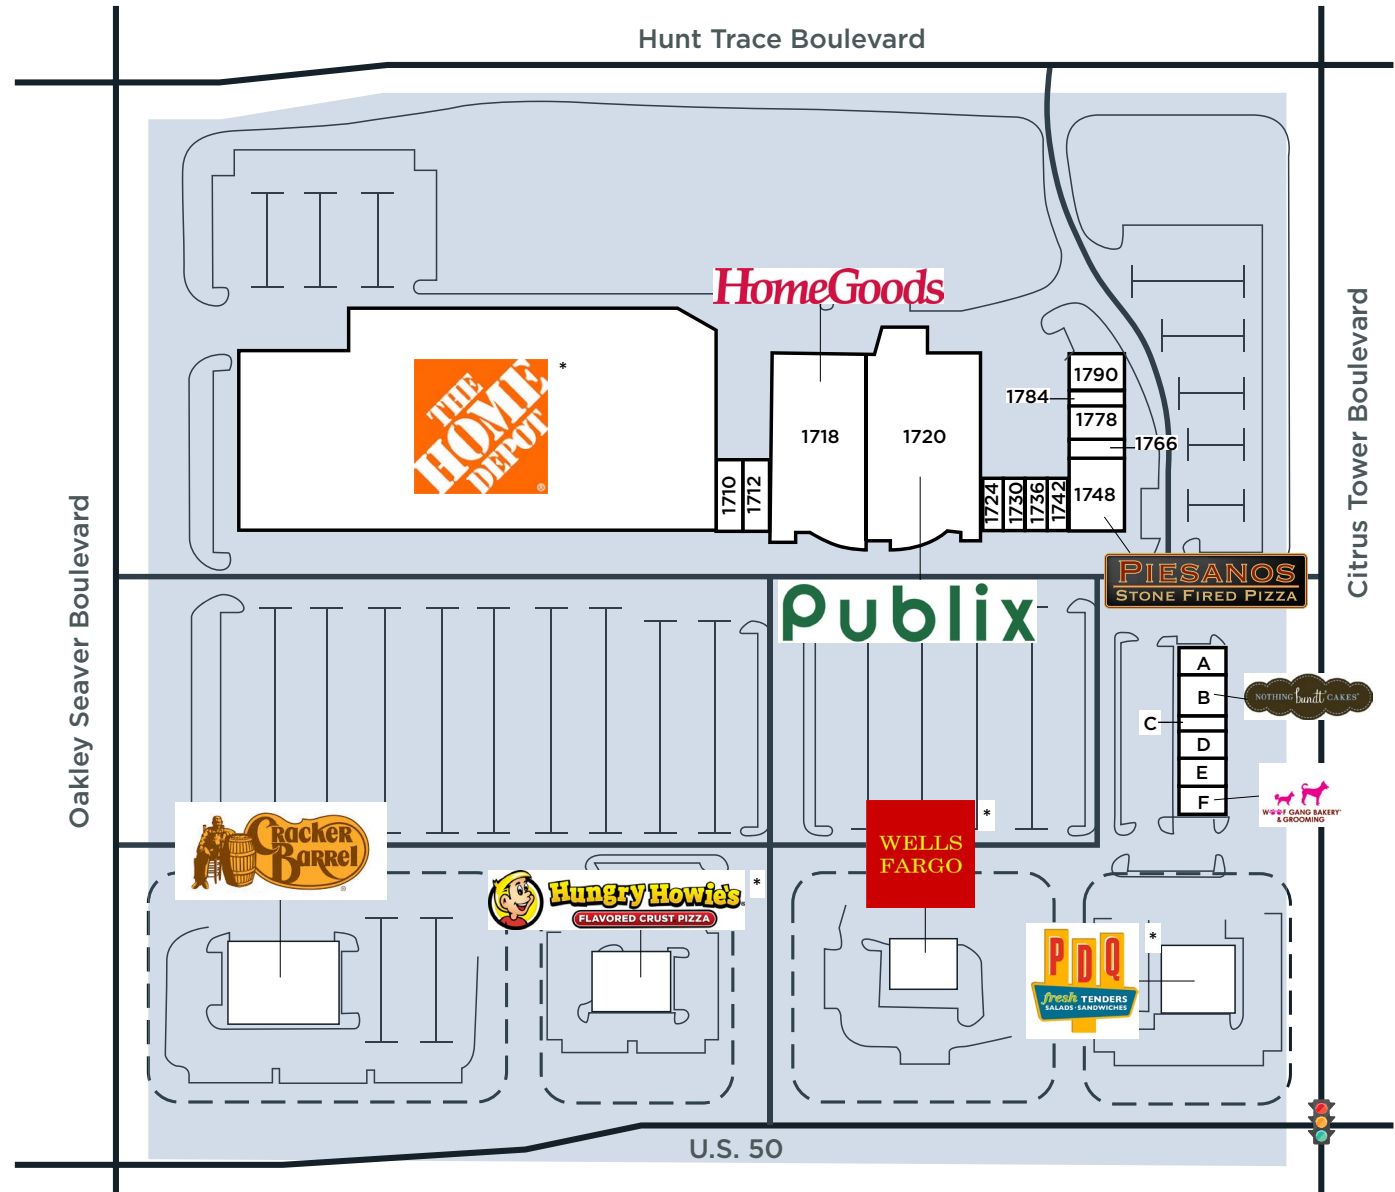 Hunt Trace Boulevard
HomeGoods
THE
HOME
DEPOT
®
*
1790
1784
1778
1718
1720
1766
1710
1712
1724
1730
1736
1742
1748
Oakley Seaver Boulevard
Citrus Tower Boulevard
PIESANOS
STONE FIRED PIZZA
Publix
A
B
NOTHING bundt CAKES®
C
D
E
F
WOOF GANG BAKERY®
& GROOMING
Cracker
Barrel
®
WELLS
FARGO
*
Hungry Howie's®
FLAVORED CRUST PIZZA
*
PDQ
fresh TENDERS
SALADS·SANDWICHES
*
U.S. 50